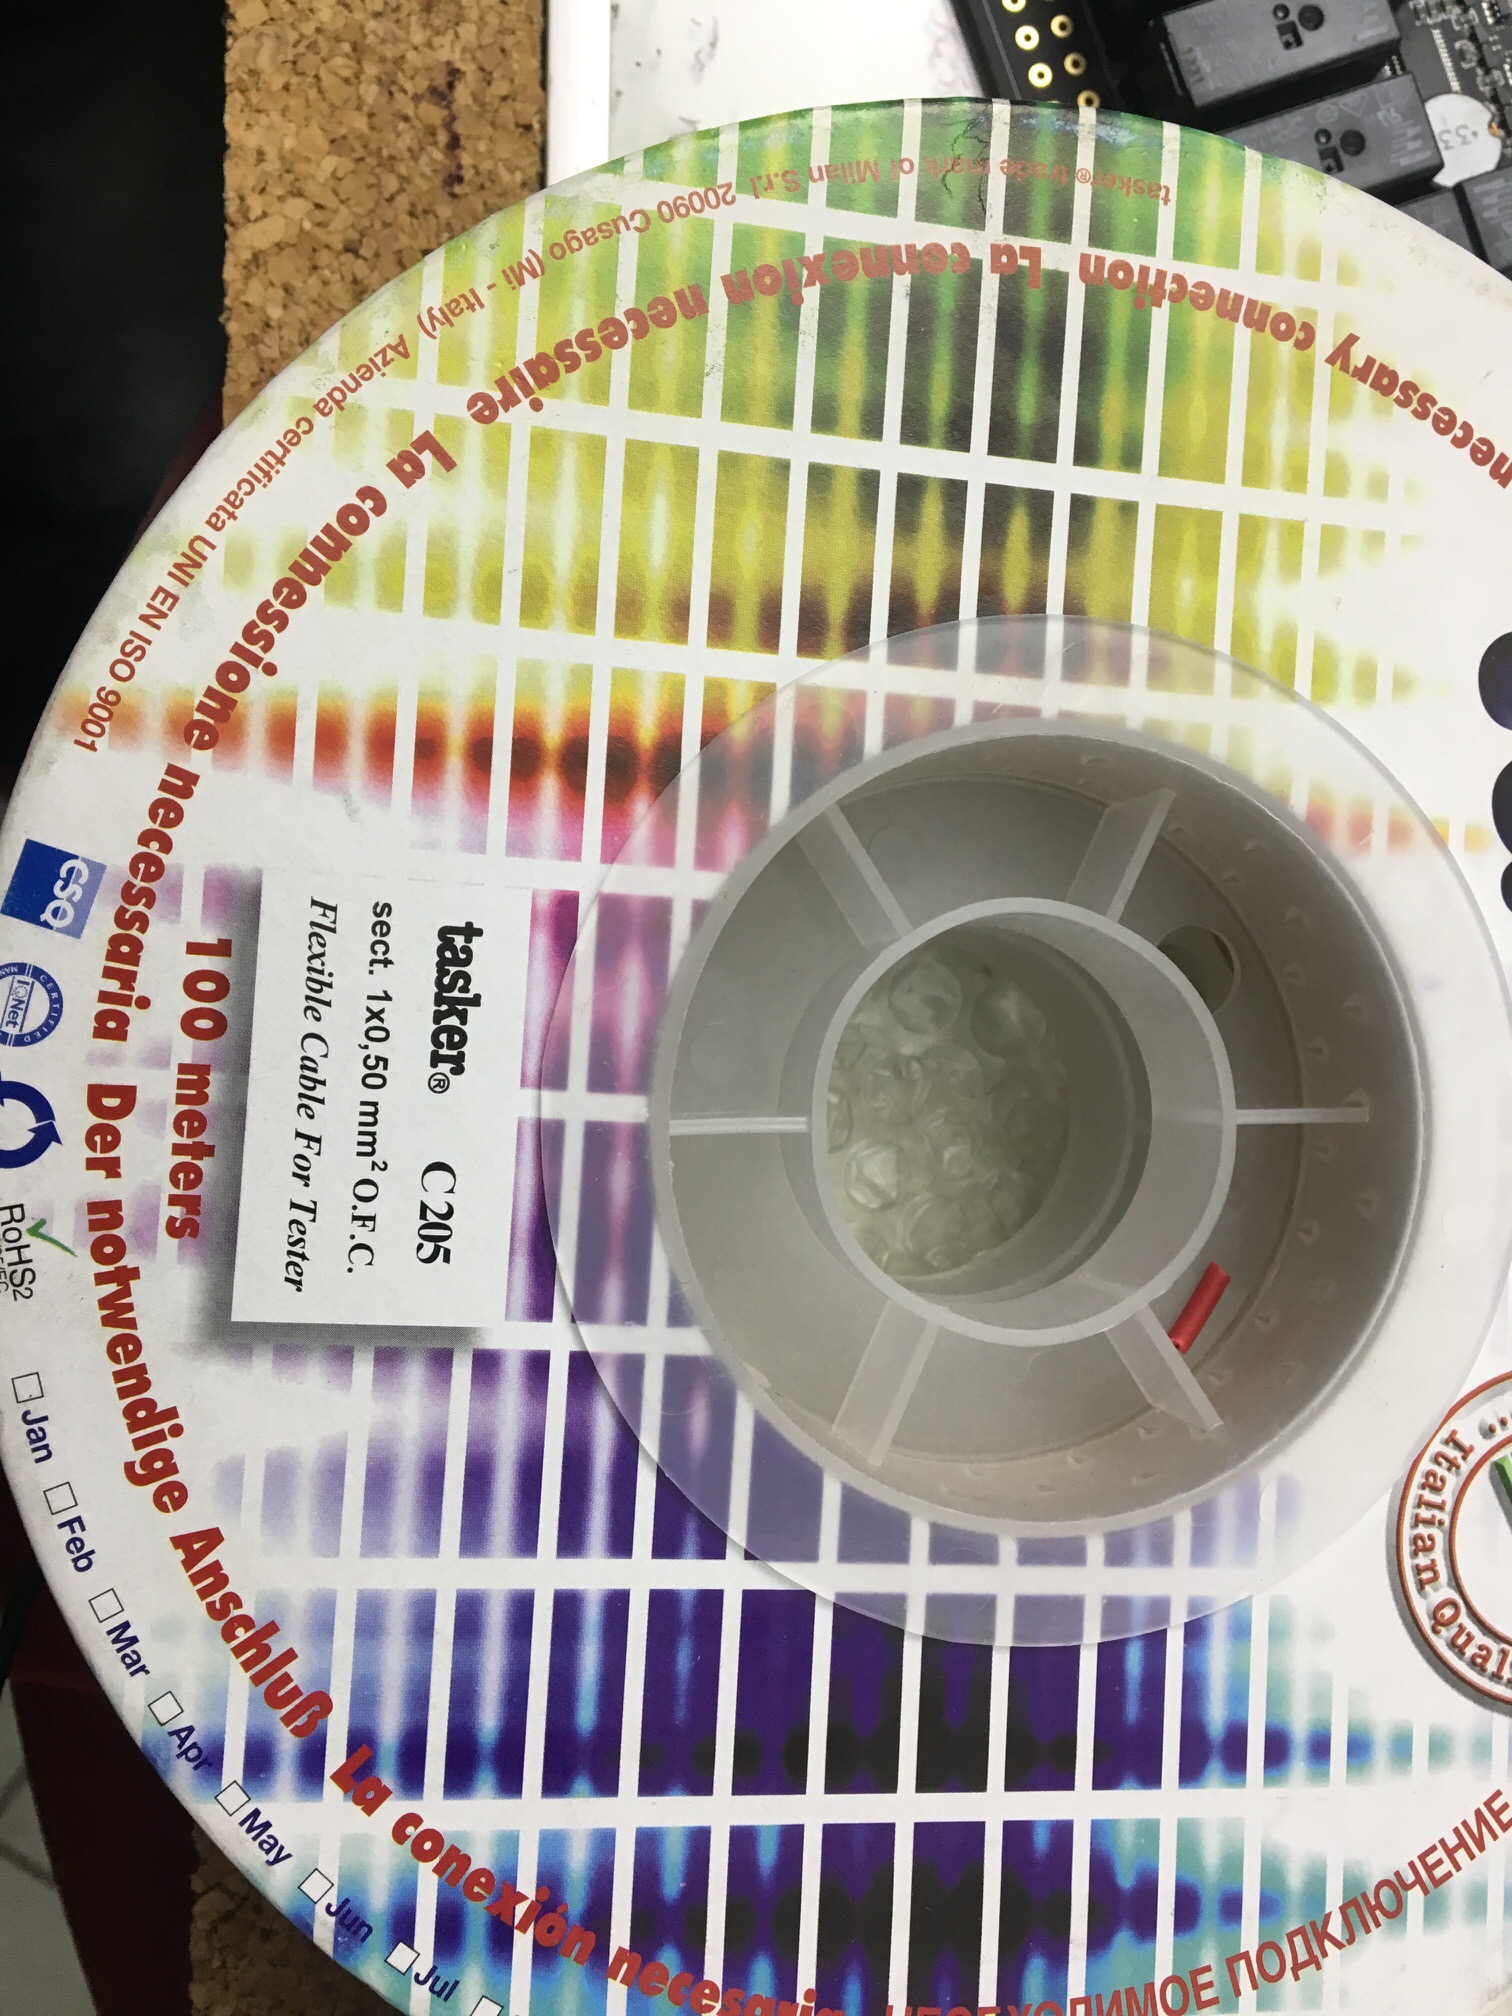 tasker® C205
sect. 1x0,50 mm² O.F.C.
Flexible Cable For Tester
100 meters
tasker® trade mark of Milan S.r.l 20090 Cusago (Mi - Italy) Azienda certificata UNI EN ISO 9001
necessary connection La connexion necessaire La connessione necessaria Der notwendige Anschluß La conexión necesaria НЕОБХОДИМОЕ ПОДКЛЮЧЕНИЕ
CSQ
CERTIFIED
IQNet
RoHS2
Jan
Feb
Mar
Apr
May
Jun
Jul
Italian